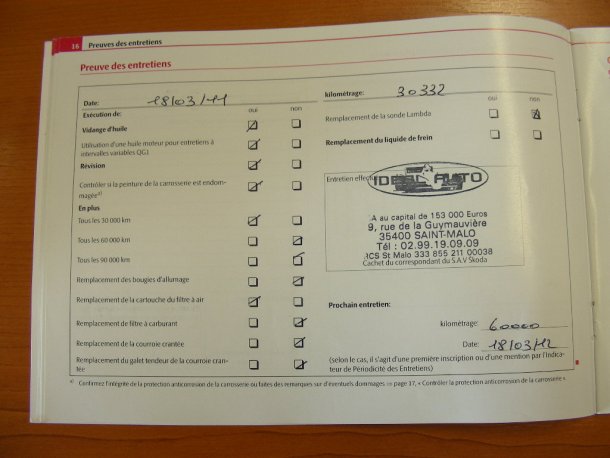 16 Preuves des entretiens
Preuve des entretiens
Date: 18/03/11
Exécution de: oui non
Vidange d'huile
Utilisation d'une huile moteur pour entretiens à
intervalles variables QG1
Révision
Contrôler si la peinture de la carrosserie est endom-
magée a)
En plus
Tous les 30 000 km
Tous les 60 000 km
Tous les 90 000 km
Remplacement des bougies d'allumage
Remplacement de la cartouche du filtre à air
Remplacement de filtre à carburant
Remplacement de la courroie crantée
Remplacement du galet tendeur de la courroie cran-
tée
kilométrage: 30332
oui non
Remplacement de la sonde Lambda
Remplacement du liquide de frein
Entretien effectu
IDEAL AUTO
.A au capital de 153 000 Euros
9, rue de la Guymauvière
35400 SAINT-MALO
Tél : 02.99.19.09.09
RCS St Malo 333 855 211 00038
Cachet du correspondant du S.A.V Skoda
Prochain entretien:
kilométrage: 60000
Date: 18/03/12
(selon le cas, il s'agit d'une première inscription ou d'une mention par l'Indica-
teur de Périodicité des Entretiens)
a) Confirmez l'intégrité de la protection anticorrosion de la carrosserie ou faites des remarques sur d'éventuels dommages ⇒ page 37, « Contrôler la protection anticorrosion de la carrosserie »